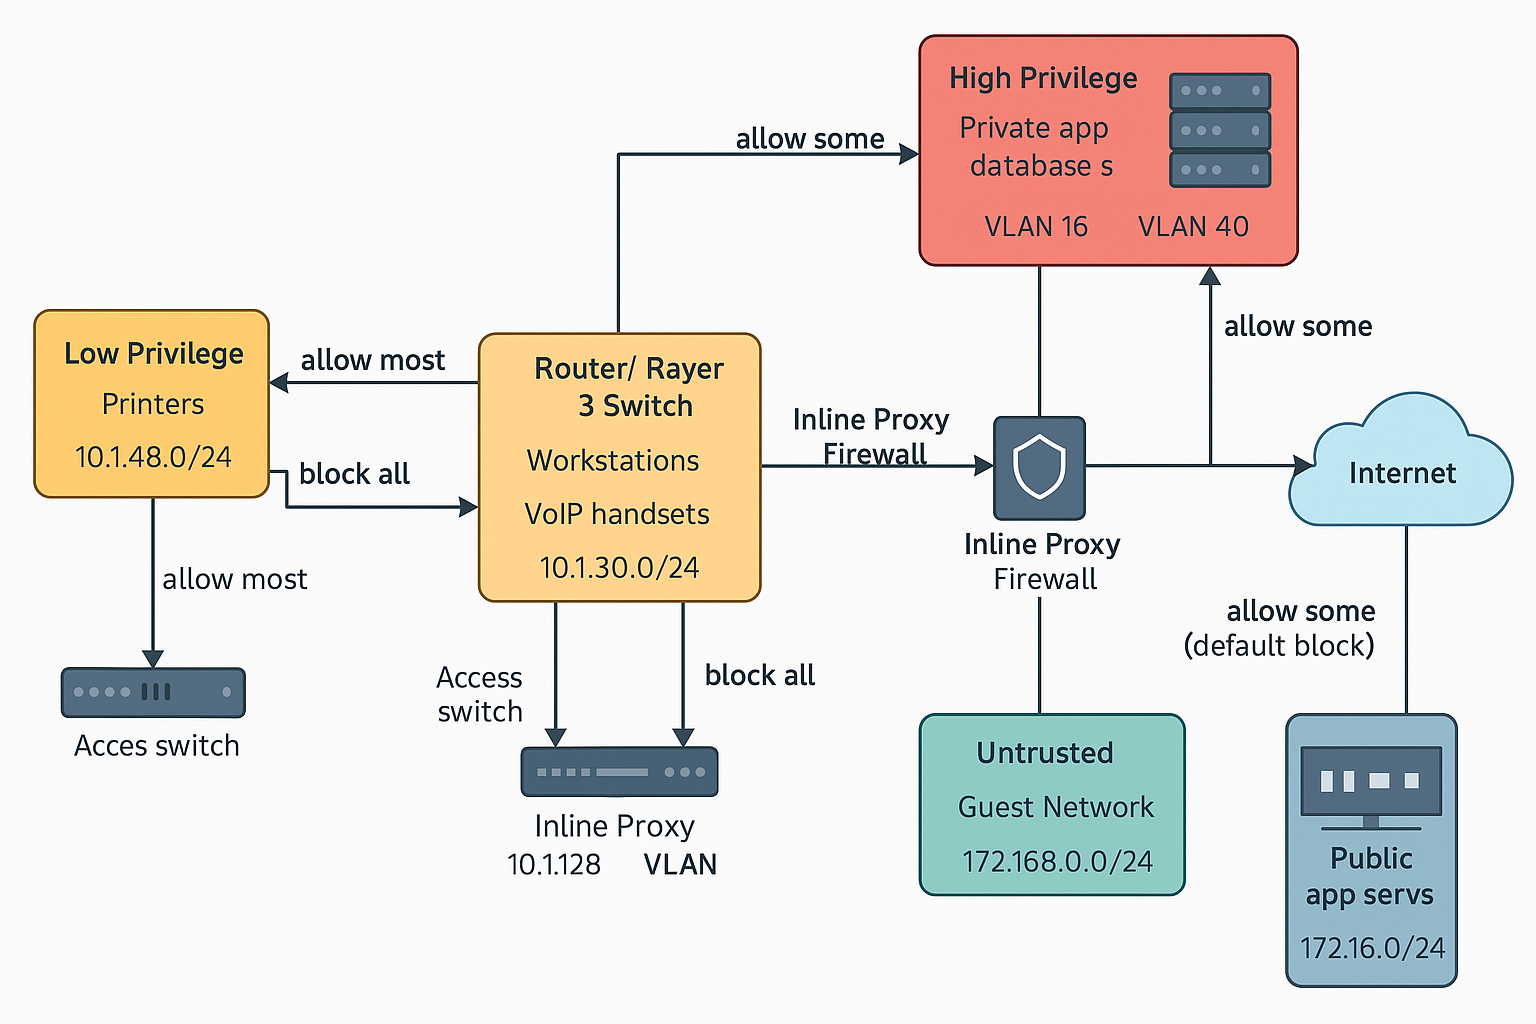 High Privilege
Private app
database s
VLAN 16 VLAN 40
allow some
allow some
Low Privilege
Printers
10.1.48.0/24
allow most
block all
Router/ Rayer
3 Switch
Workstations
VoIP handsets
10.1.30.0/24
Inline Proxy
Firewall
Internet
Inline Proxy
Firewall
allow most
Acces switch
Access
switch
block all
Inline Proxy
10.1.128 VLAN
allow some
(default block)
Untrusted
Guest Network
172.168.0.0/24
Public
app servs
172.16.0/24